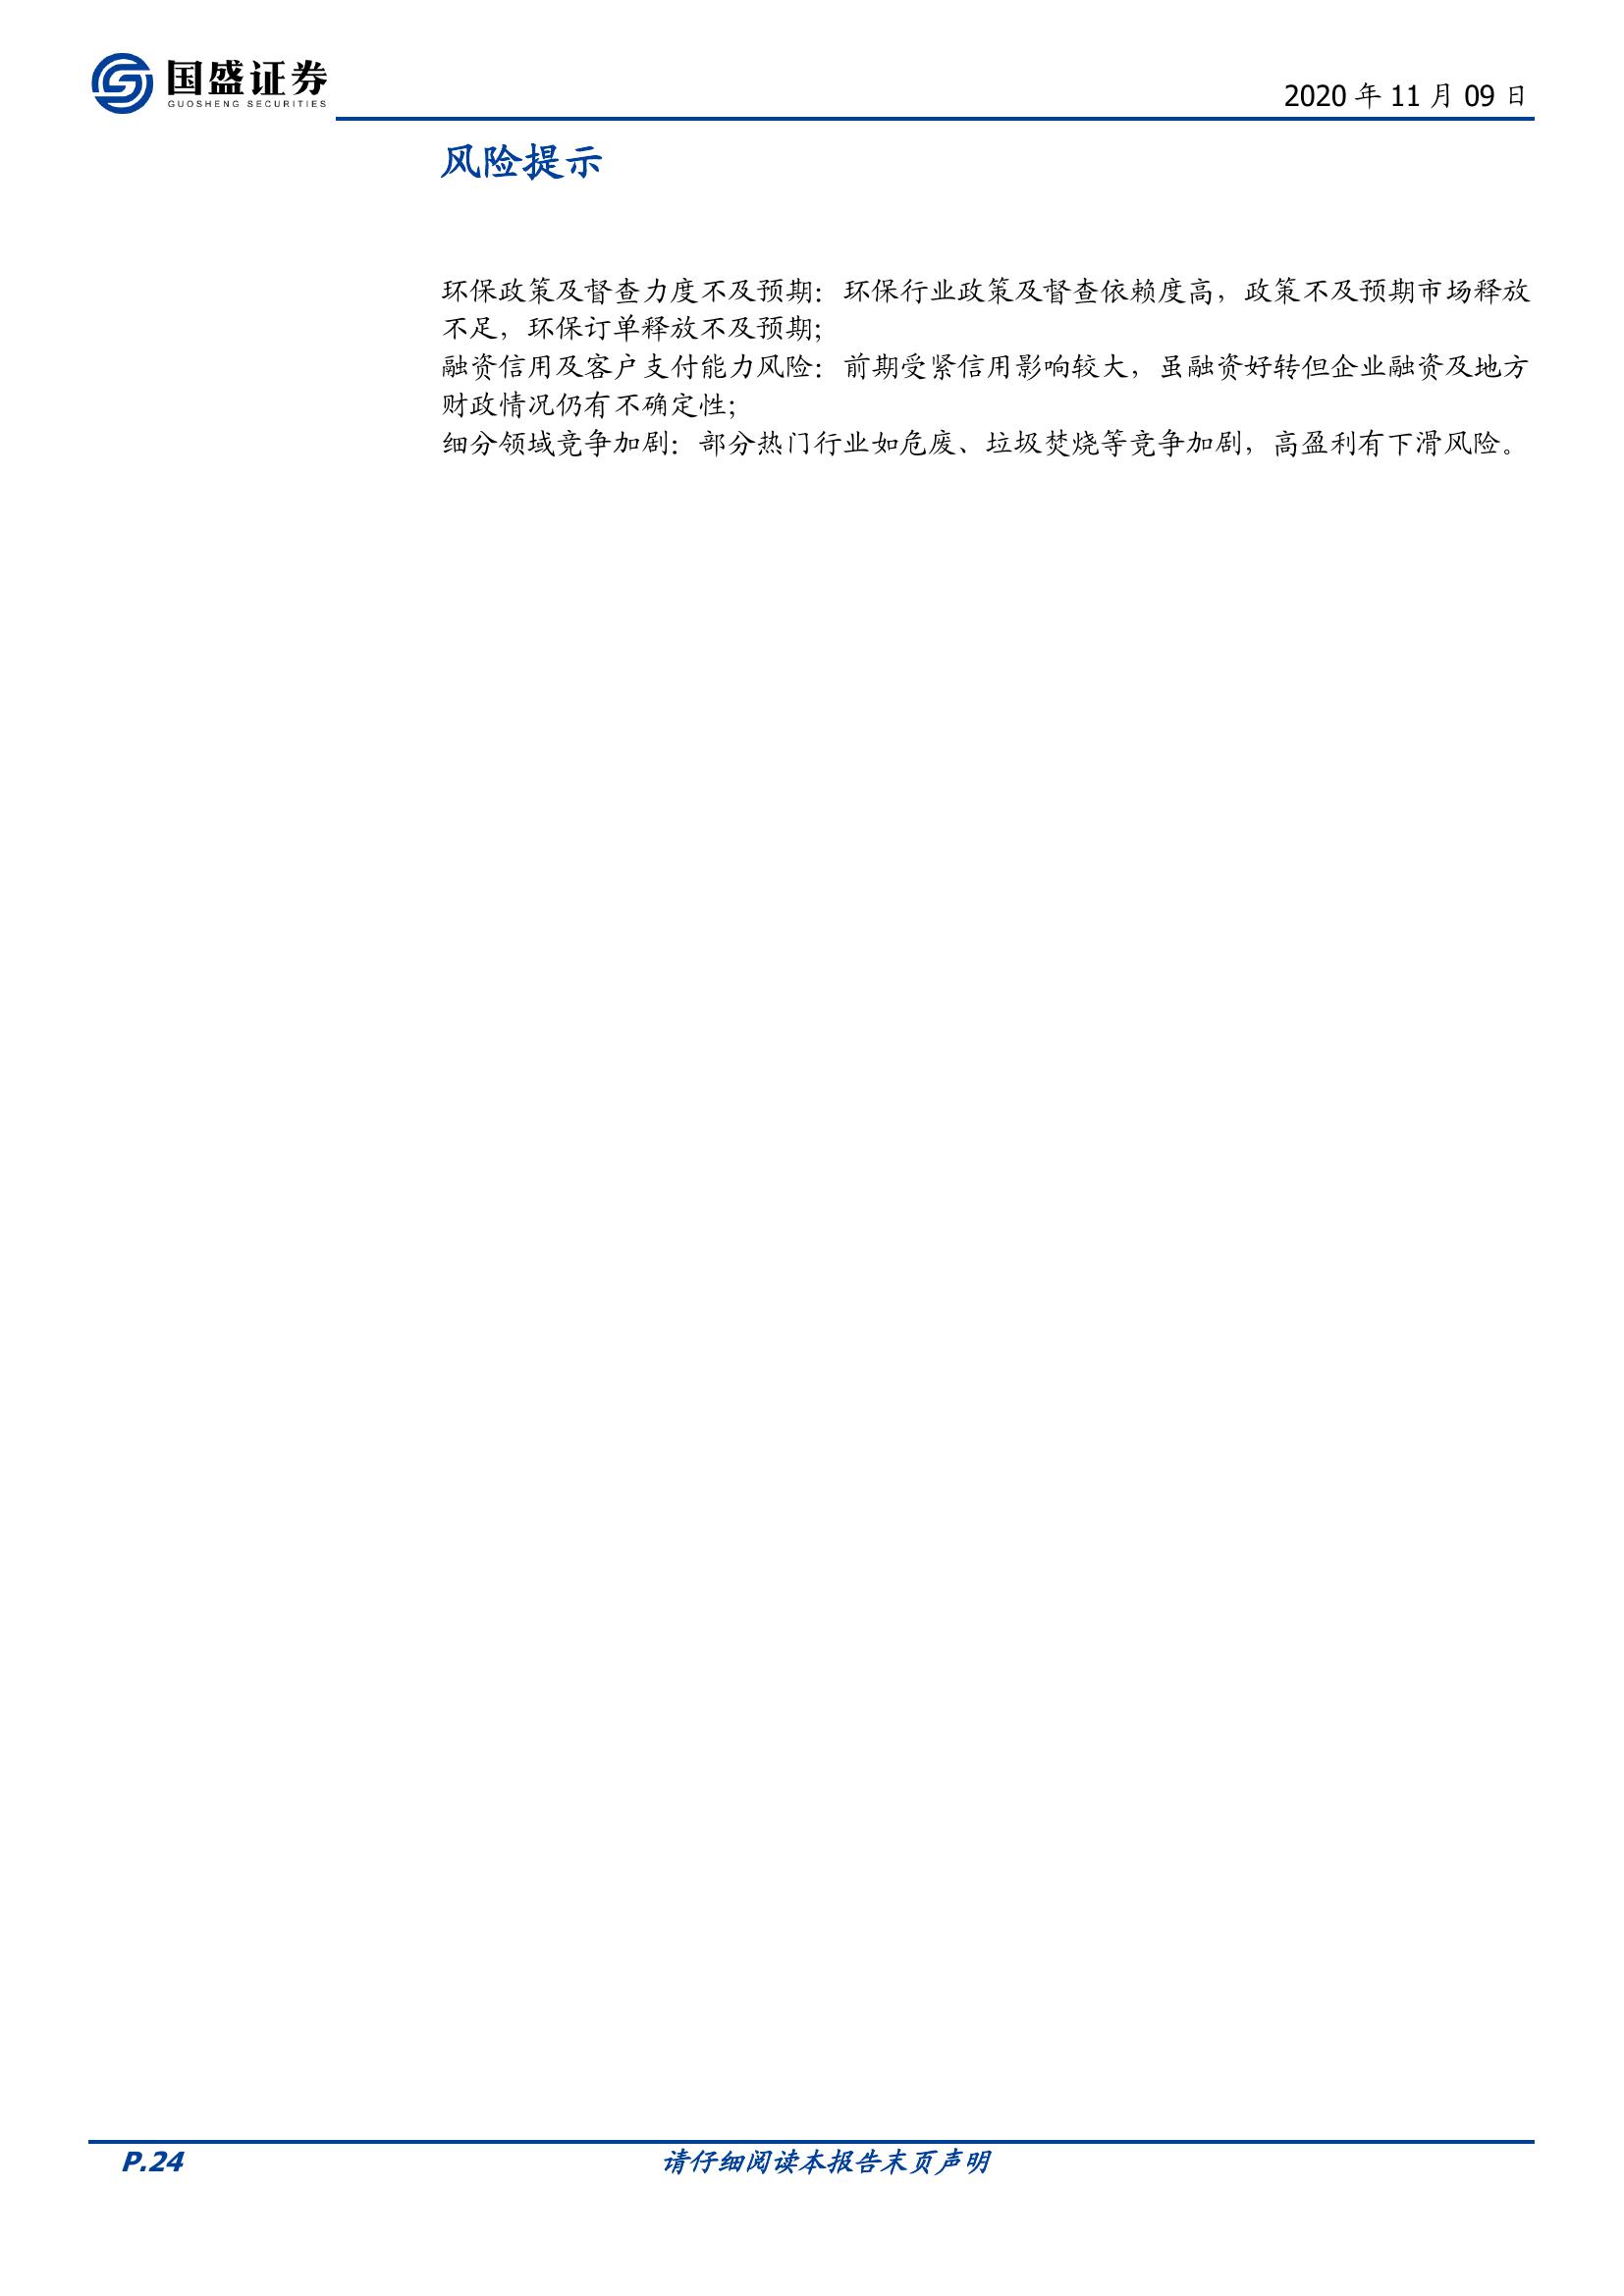 国盛证券
GUOSHENG SECURITIES
2020 年 11 月 09 日
风险提示
环保政策及督查力度不及预期：环保行业政策及督查依赖度高，政策不及预期市场释放
不足，环保订单释放不及预期；
融资信用及客户支付能力风险：前期受紧信用影响较大，虽融资好转但企业融资及地方
财政情况仍有不确定性；
细分领域竞争加剧：部分热门行业如危废、垃圾焚烧等竞争加剧，高盈利有下滑风险。
P.24
请仔细阅读本报告末页声明